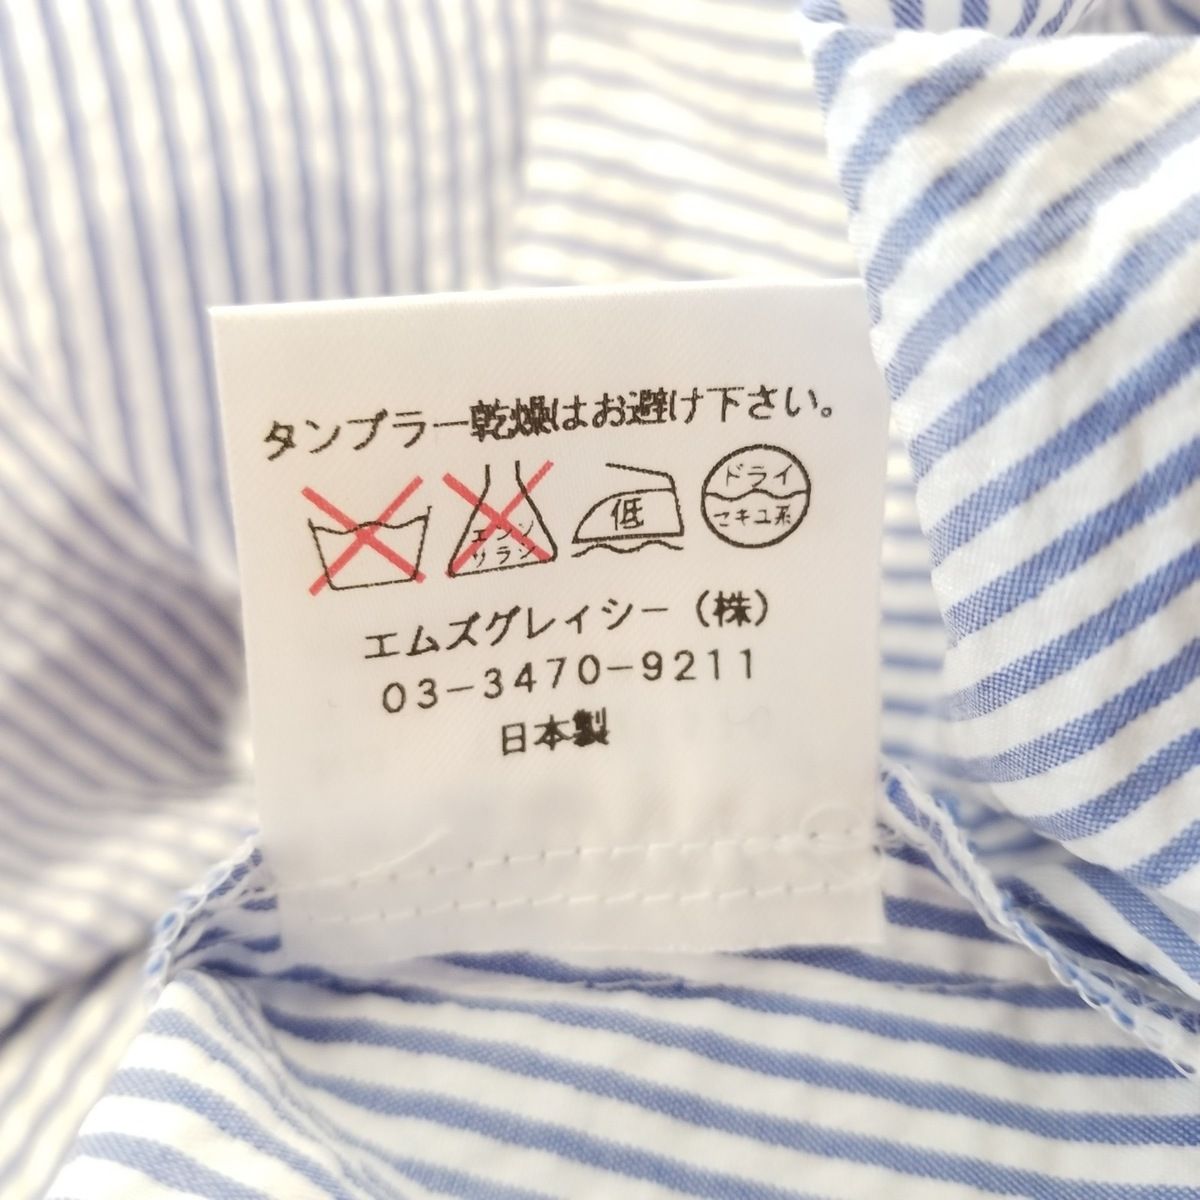 タンブラー乾燥はお避け下さい。
エンソ サラシ 低 ドライ セキユ系
エムズグレイシー（株）
03-3470-9211
日本製